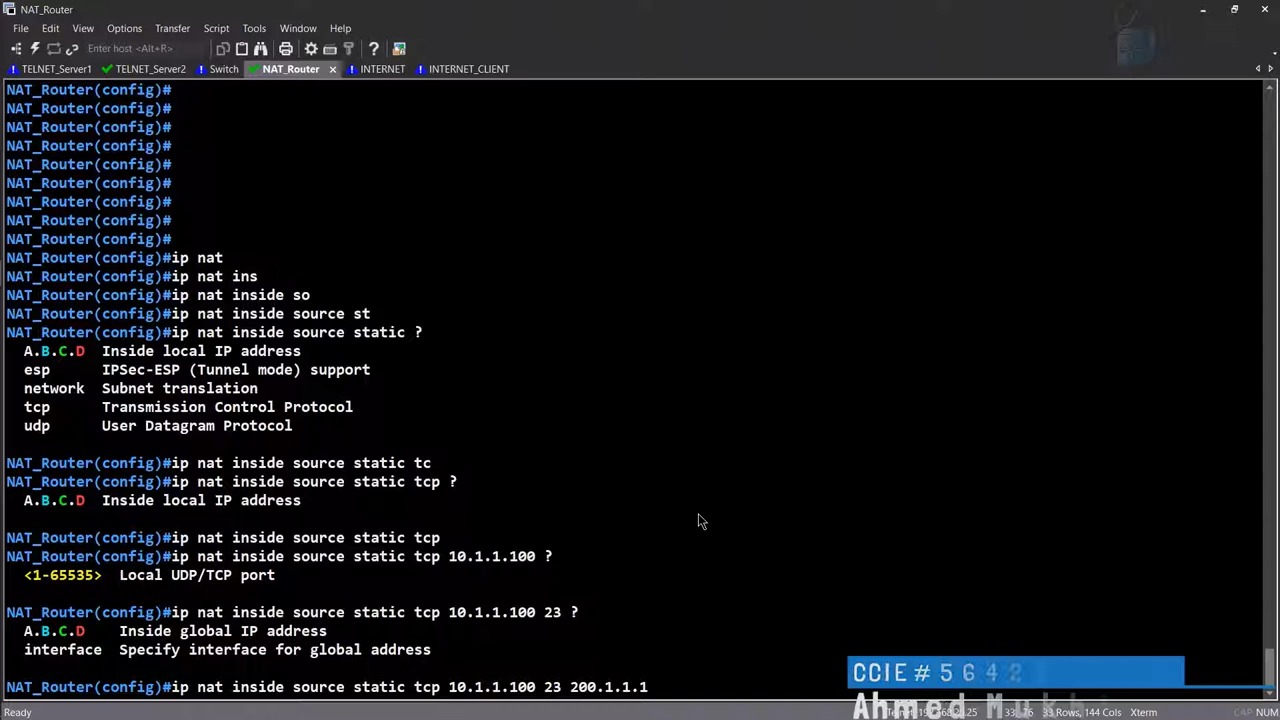 NAT_Router
File Edit View Options Transfer Script Tools Window Help
Enter host <Alt+R>
TELNET_Server1 TELNET_Server2 Switch NAT_Router INTERNET INTERNET_CLIENT
NAT_Router(config)#
NAT_Router(config)#
NAT_Router(config)#
NAT_Router(config)#
NAT_Router(config)#
NAT_Router(config)#
NAT_Router(config)#
NAT_Router(config)#
NAT_Router(config)#
NAT_Router(config)#ip nat
NAT_Router(config)#ip nat ins
NAT_Router(config)#ip nat inside so
NAT_Router(config)#ip nat inside source st
NAT_Router(config)#ip nat inside source static ?
A.B.C.D Inside local IP address
esp IPSec-ESP (Tunnel mode) support
network Subnet translation
tcp Transmission Control Protocol
udp User Datagram Protocol
NAT_Router(config)#ip nat inside source static tc
NAT_Router(config)#ip nat inside source static tcp ?
A.B.C.D Inside local IP address
NAT_Router(config)#ip nat inside source static tcp
NAT_Router(config)#ip nat inside source static tcp 10.1.1.100 ?
<1-65535> Local UDP/TCP port
NAT_Router(config)#ip nat inside source static tcp 10.1.1.100 23 ?
A.B.C.D Inside global IP address
interface Specify interface for global address
NAT_Router(config)#ip nat inside source static tcp 10.1.1.100 23 200.1.1.1
CCIE # 5 6 4 2
Ahmed
Ready 33 Rows, 144 Cols Xterm CAP NUM